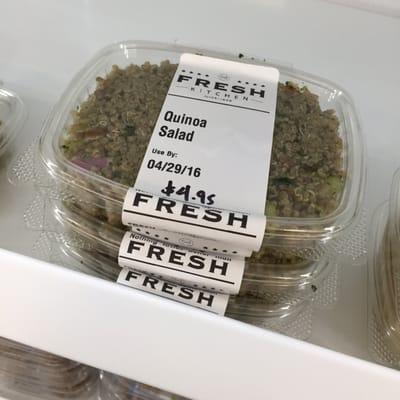 FRESH
KITCHEN
Quinoa
Salad
Use By:
04/29/16
$4.95
FRESH
FRESH
FRESH